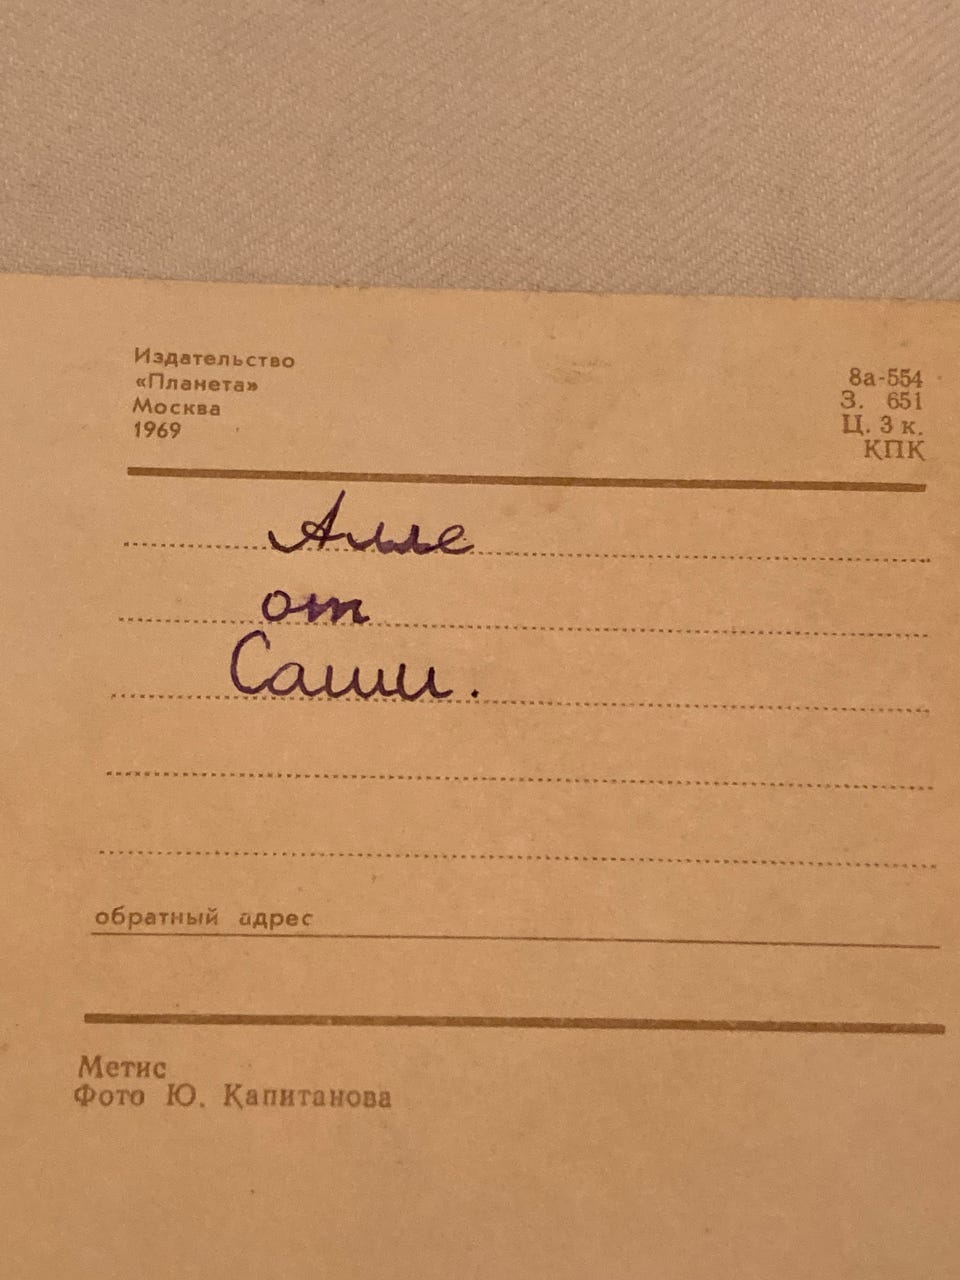 Издательство
«Планета»
Москва
1969
8а-554
З. 651
Ц. 3 к.
КПК
Алле
от
Саши.
обратный адрес
Метис
Фото Ю. Капитанова